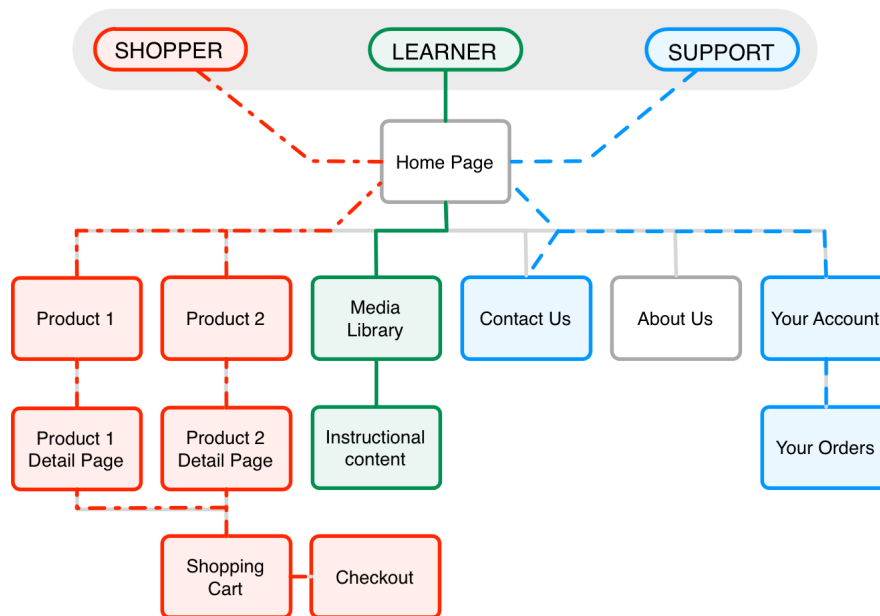 SHOPPER
LEARNER
SUPPORT
Home Page
Product 1
Product 2
Media
Library
Contact Us
About Us
Your Account
Product 1
Detail Page
Product 2
Detail Page
Instructional
content
Your Orders
Shopping
Cart
Checkout